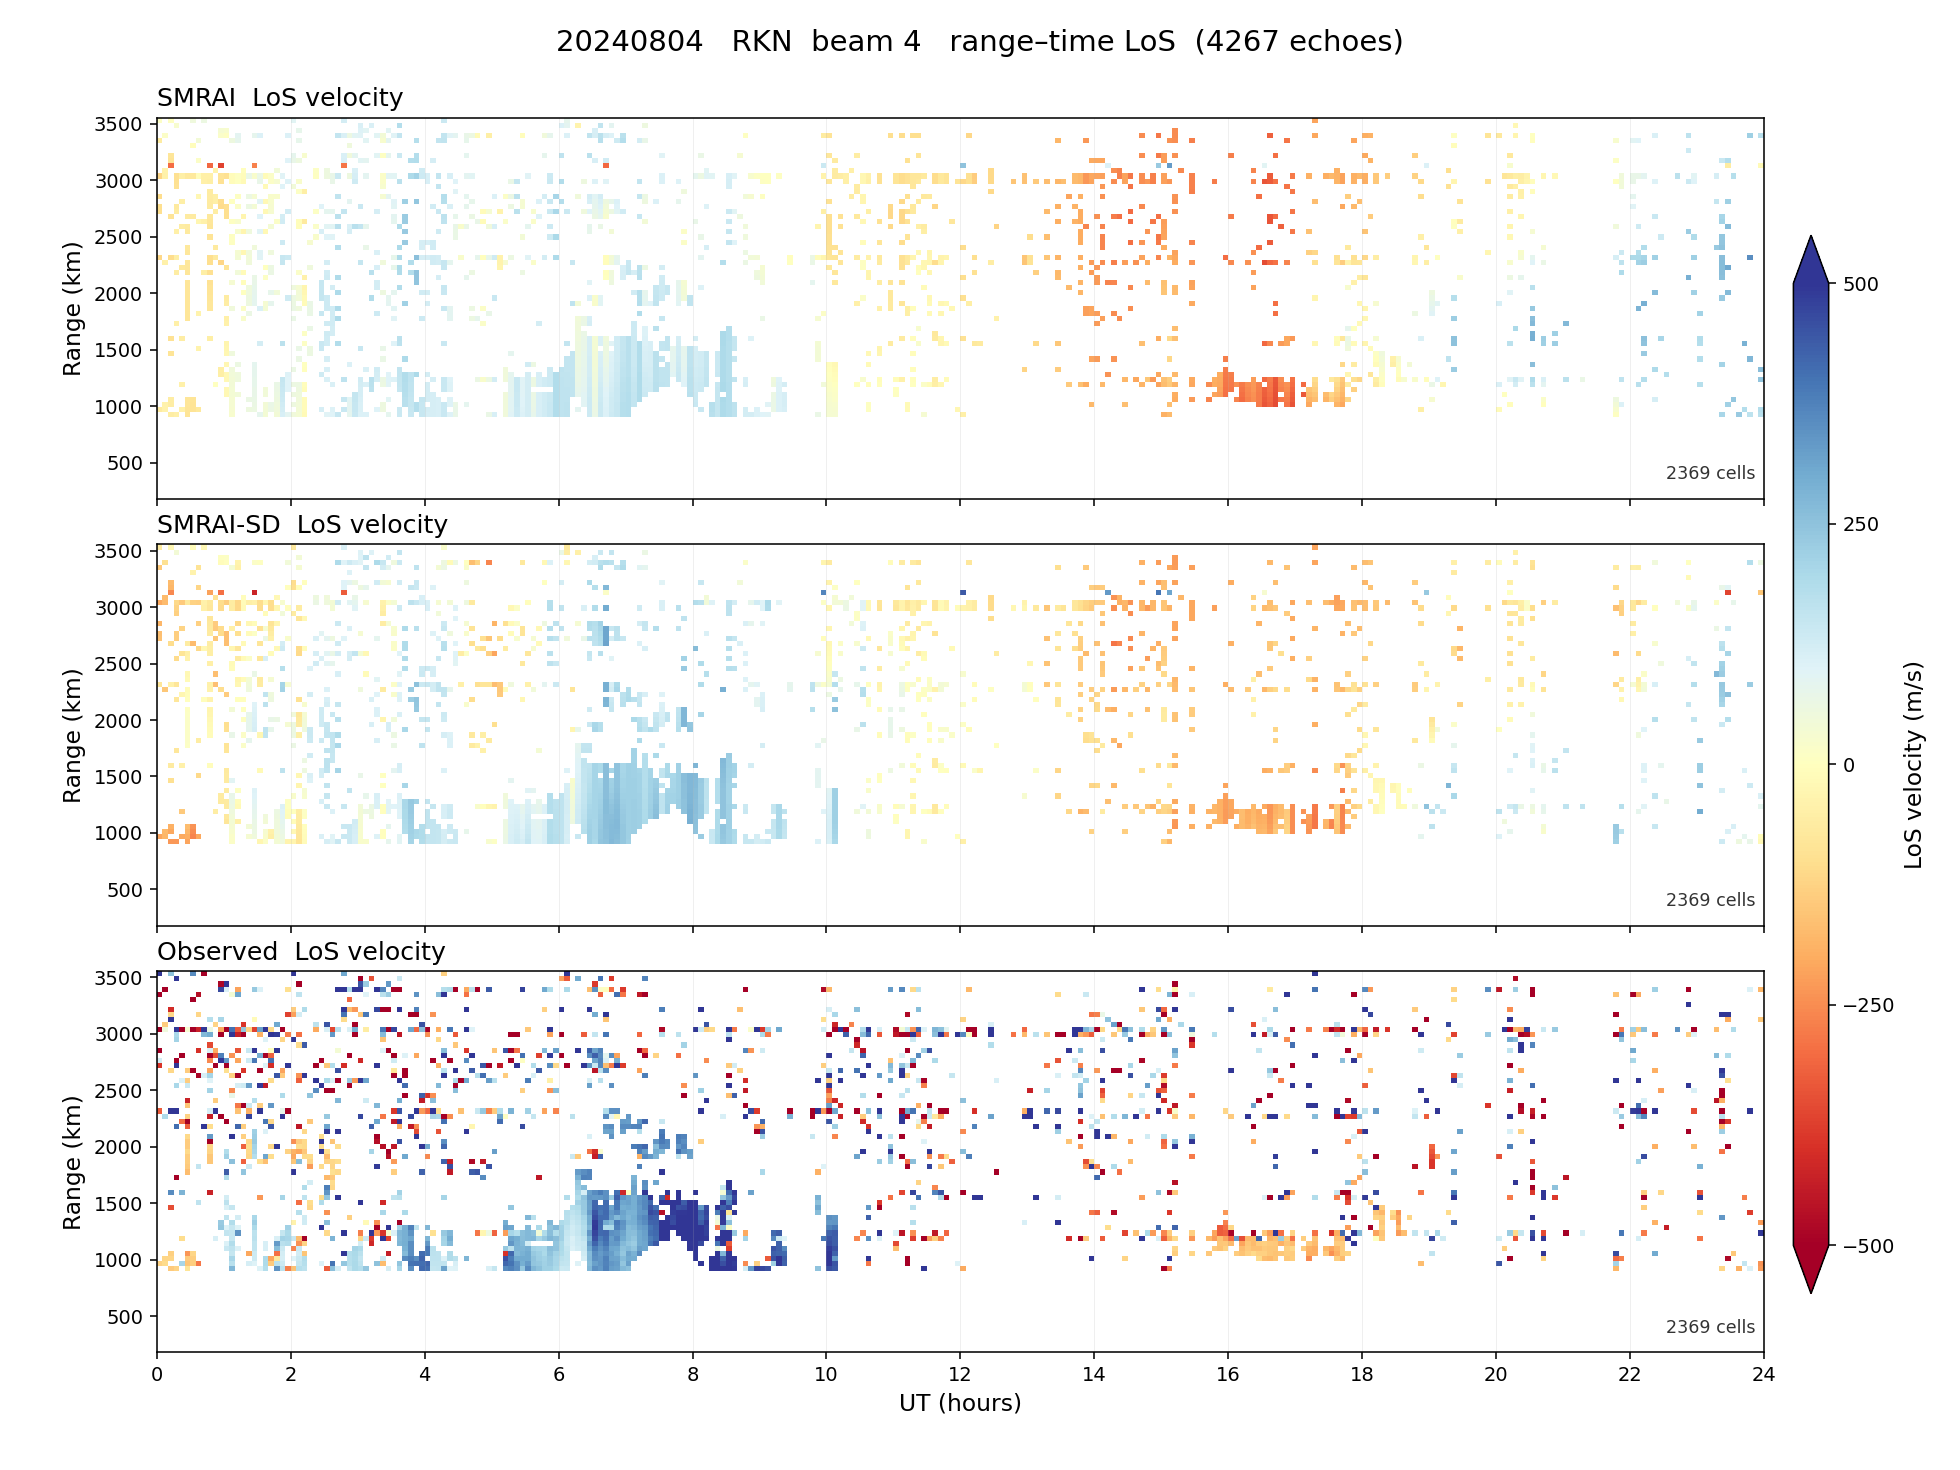 20240804   RKN  beam 4   range–time LoS  (4267 echoes)
SMRAI  LoS velocity
3500
3000
2500
2000
1500
1000
500
Range (km)
2369 cells
SMRAI-SD  LoS velocity
3500
3000
2500
2000
1500
1000
500
Range (km)
2369 cells
Observed  LoS velocity
3500
3000
2500
2000
1500
1000
500
Range (km)
2369 cells
0 2 4 6 8 10 12 14 16 18 20 22 24
UT (hours)
500
250
0
−250
−500
LoS velocity (m/s)